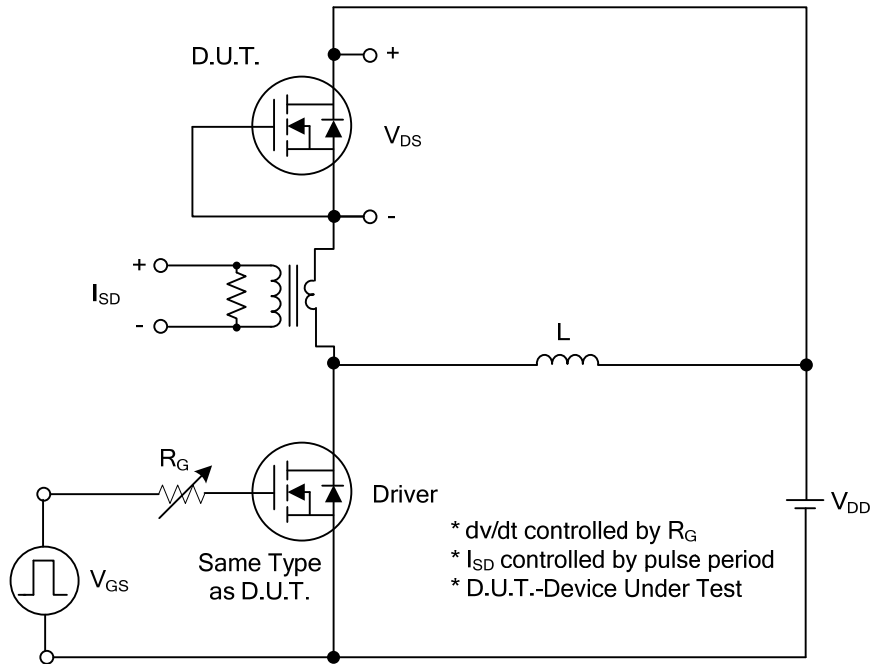 D.U.T.
+
V_DS
-
+
I_SD
-
L
R_G
Driver
V_DD
V_GS
Same Type
as D.U.T.
* dv/dt controlled by R_G
* I_SD controlled by pulse period
* D.U.T.-Device Under Test